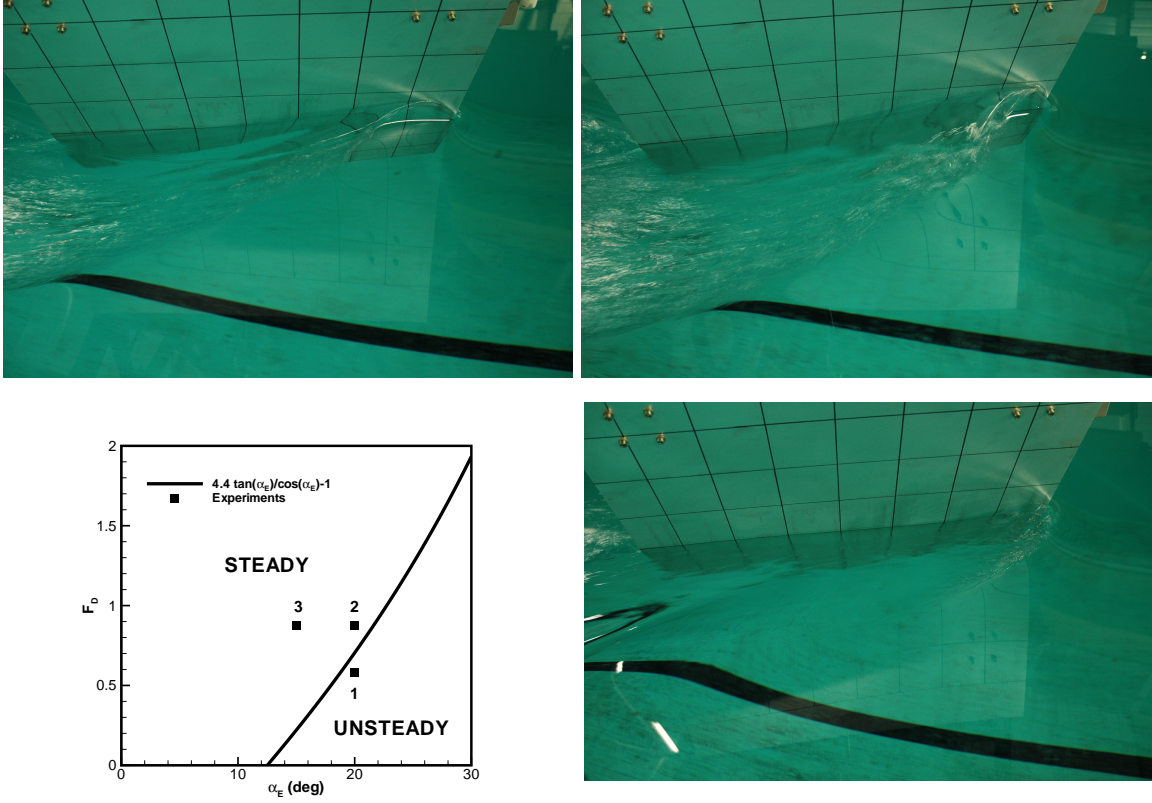 2
4.4 tan(α_E)/cos(α_E)-1
Experiments
1.5
STEADY
F_D
1
3
2
0.5
1
UNSTEADY
0
0
10
20
30
α_E (deg)